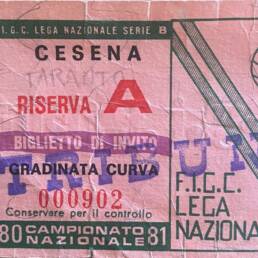 F.I.G.C. LEGA NAZIONALE SERIE B
CESENA
TARANTO
RISERVA A
BIGLIETTO DI INVITO
TRIBUN
GRADINATA CURVA
000902
Conservare per il controllo
80 CAMPIONATO NAZIONALE 81
F.I.G.C.
LEGA
NAZIONA